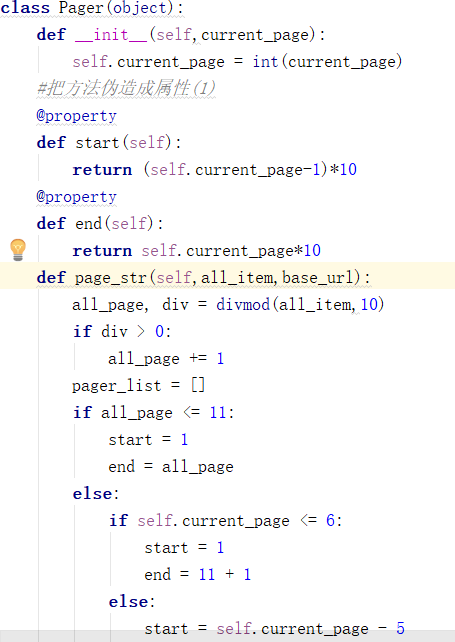 class Pager(object):
    def __init__(self,current_pager):
        self.current_page = int(current_pager)
    #把方法伪造成属性(1)
    @property
    def start(self):
        return (self.current_page-1)*10
    @property
    def end(self):
        return self.current_page*10
    def page_str(self,all_item,base_url):
        all_page, div = divmod(all_item,10)
        if div > 0:
            all_page += 1
        pager_list = []
        if all_page <= 11:
            start = 1
            end = all_page
        else:
            if self.current_page <= 6:
                start = 1
                end = 11 + 1
            else:
                start = self.current_page - 5